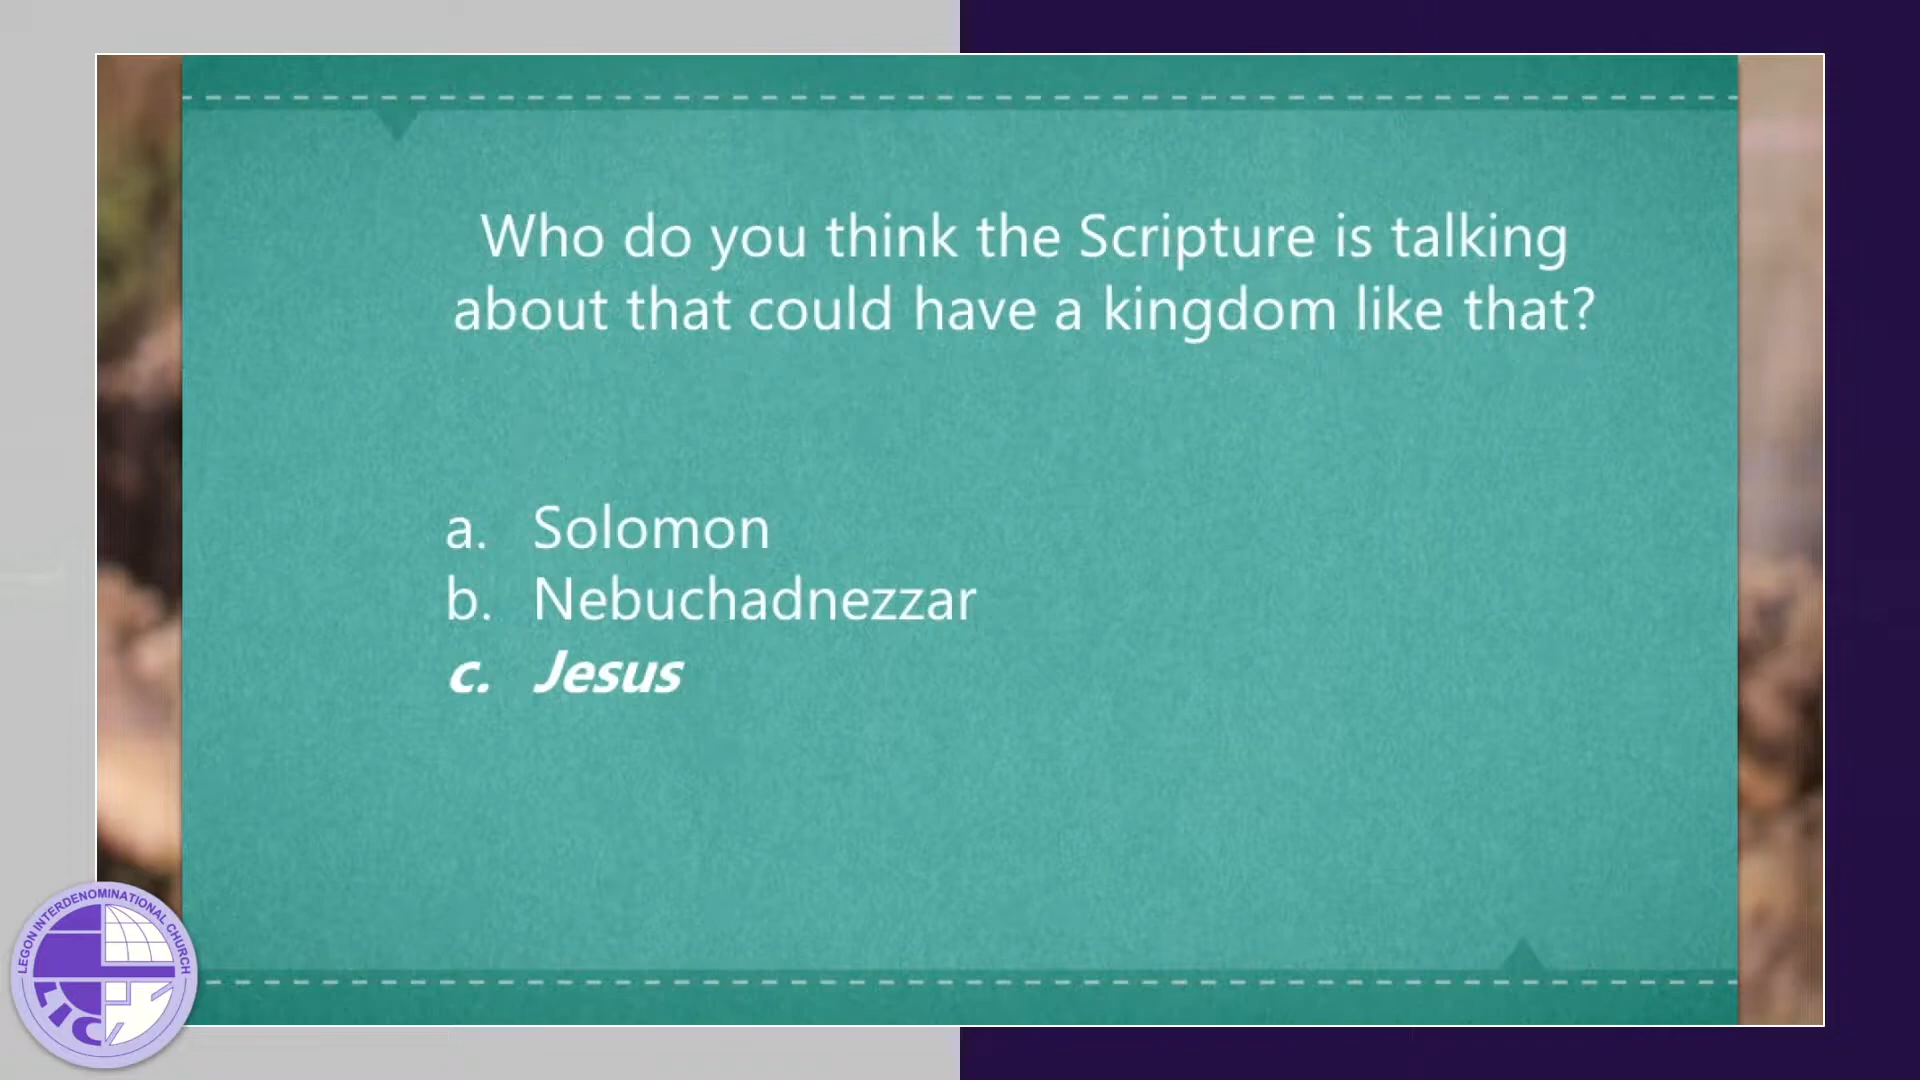 Who do you think the Scripture is talking
about that could have a kingdom like that?
a. Solomon
b. Nebuchadnezzar
c. Jesus
LEGON INTERDENOMINATIONAL CHURCH
LIC